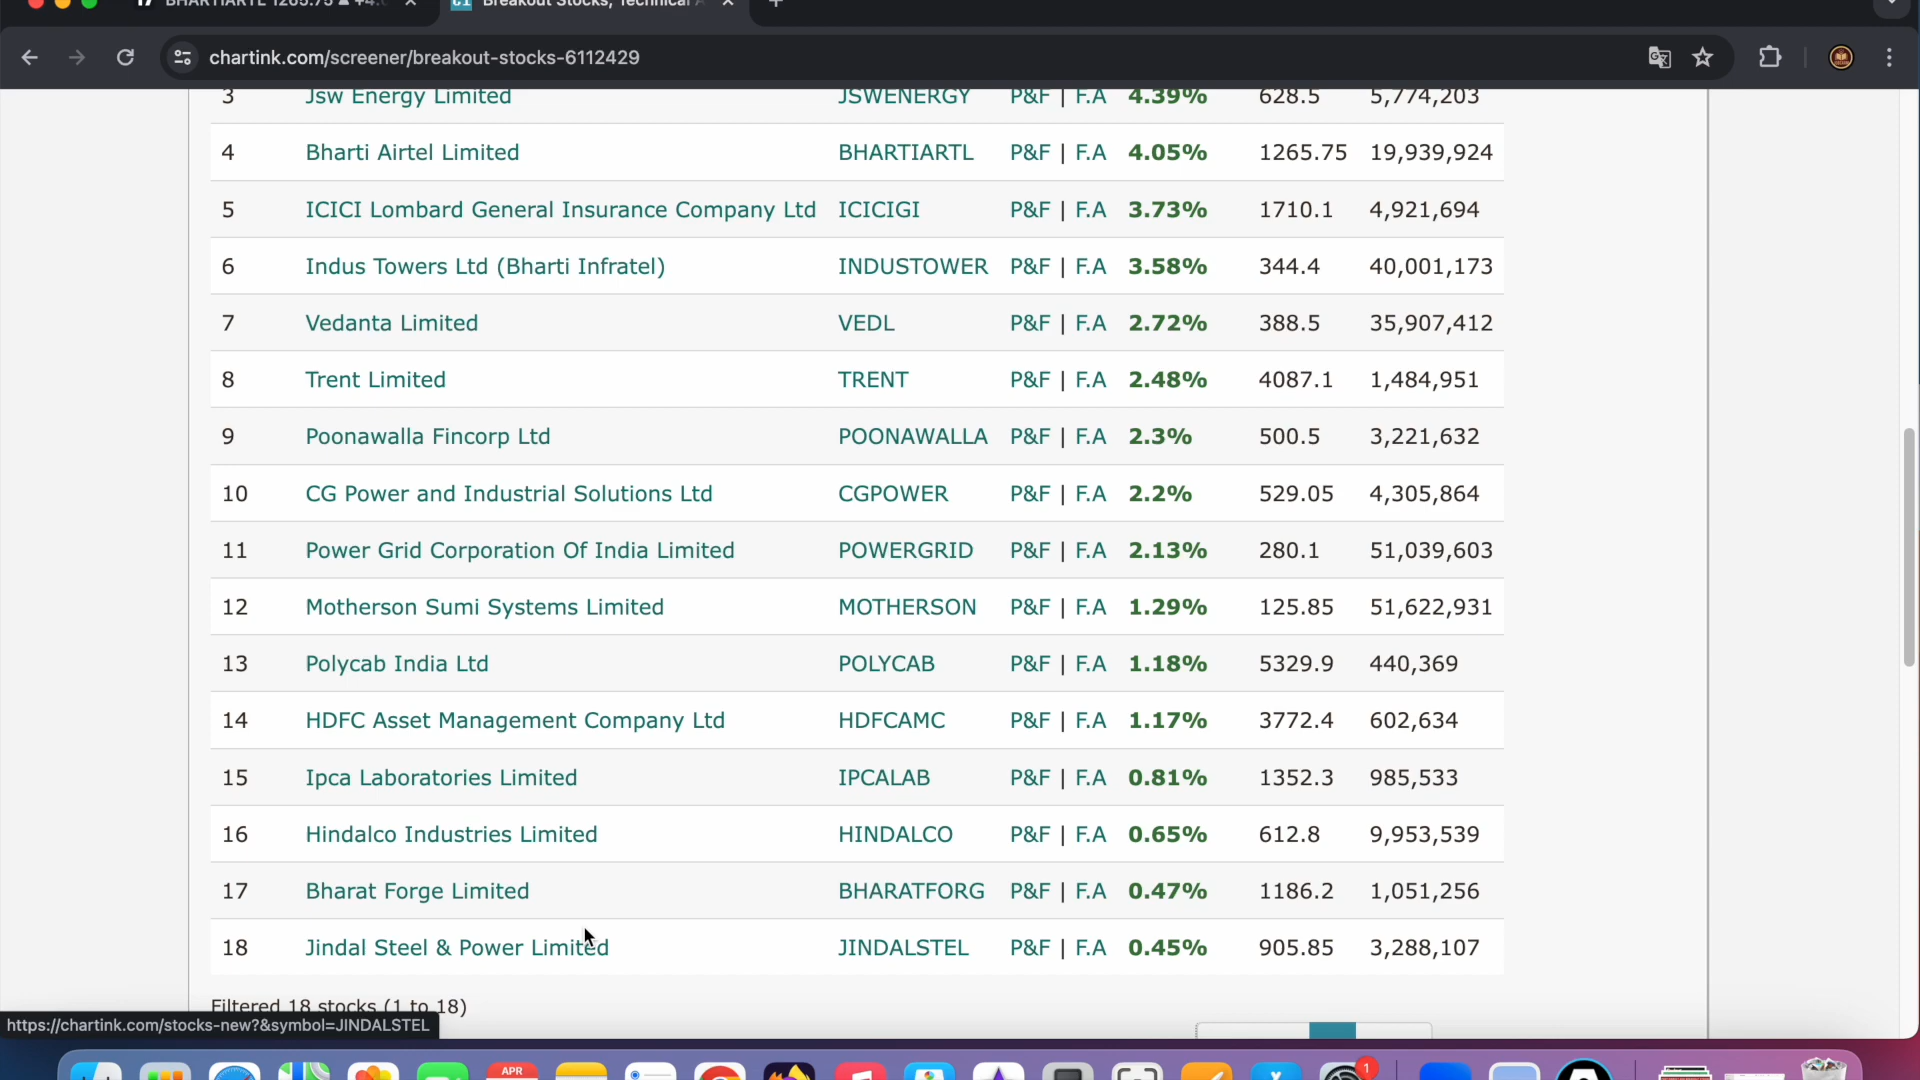 BHARTIARTL 1265.75 ▲ +4.
Breakout Stocks, Technical A
chartink.com/screener/breakout-stocks-6112429
3 Jsw Energy Limited JSWENERGY P&F | F.A 4.39% 628.5 5,774,203
4 Bharti Airtel Limited BHARTIARTL P&F | F.A 4.05% 1265.75 19,939,924
5 ICICI Lombard General Insurance Company Ltd ICICIGI P&F | F.A 3.73% 1710.1 4,921,694
6 Indus Towers Ltd (Bharti Infratel) INDUSTOWER P&F | F.A 3.58% 344.4 40,001,173
7 Vedanta Limited VEDL P&F | F.A 2.72% 388.5 35,907,412
8 Trent Limited TRENT P&F | F.A 2.48% 4087.1 1,484,951
9 Poonawalla Fincorp Ltd POONAWALLA P&F | F.A 2.3% 500.5 3,221,632
10 CG Power and Industrial Solutions Ltd CGPOWER P&F | F.A 2.2% 529.05 4,305,864
11 Power Grid Corporation Of India Limited POWERGRID P&F | F.A 2.13% 280.1 51,039,603
12 Motherson Sumi Systems Limited MOTHERSON P&F | F.A 1.29% 125.85 51,622,931
13 Polycab India Ltd POLYCAB P&F | F.A 1.18% 5329.9 440,369
14 HDFC Asset Management Company Ltd HDFCAMC P&F | F.A 1.17% 3772.4 602,634
15 Ipca Laboratories Limited IPCALAB P&F | F.A 0.81% 1352.3 985,533
16 Hindalco Industries Limited HINDALCO P&F | F.A 0.65% 612.8 9,953,539
17 Bharat Forge Limited BHARATFORG P&F | F.A 0.47% 1186.2 1,051,256
18 Jindal Steel & Power Limited JINDALSTEL P&F | F.A 0.45% 905.85 3,288,107
Filtered 18 stocks (1 to 18)
https://chartink.com/stocks-new?&symbol=JINDALSTEL
APR
1